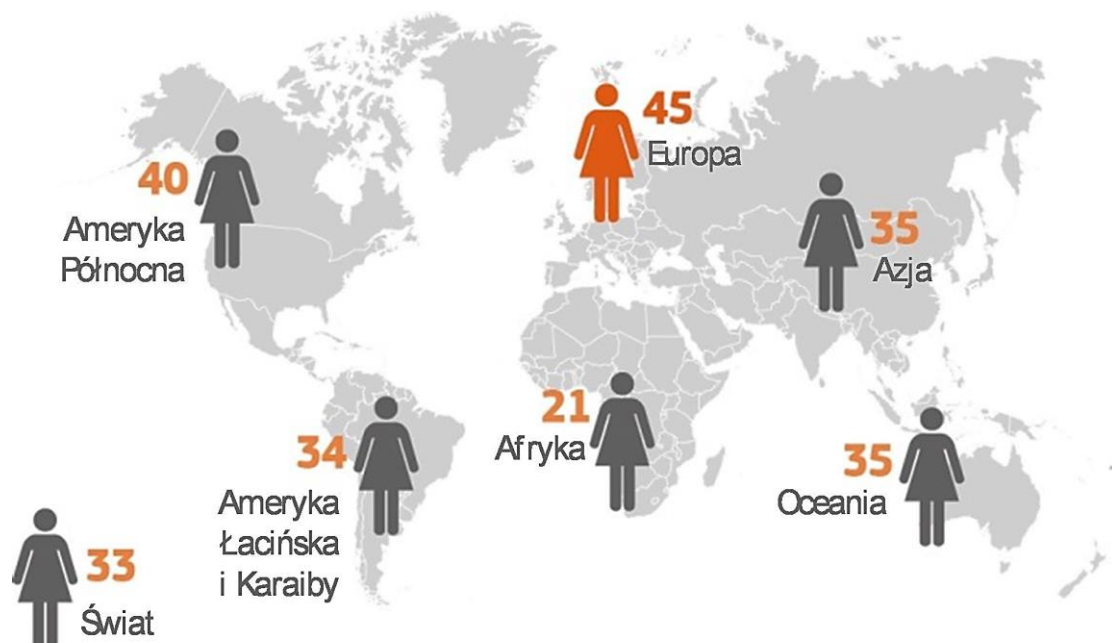 45
Europa
40
Ameryka
Północna
35
Azja
21
Afryka
34
Ameryka
Łacińska
i Karaiby
35
Oceania
33
Świat